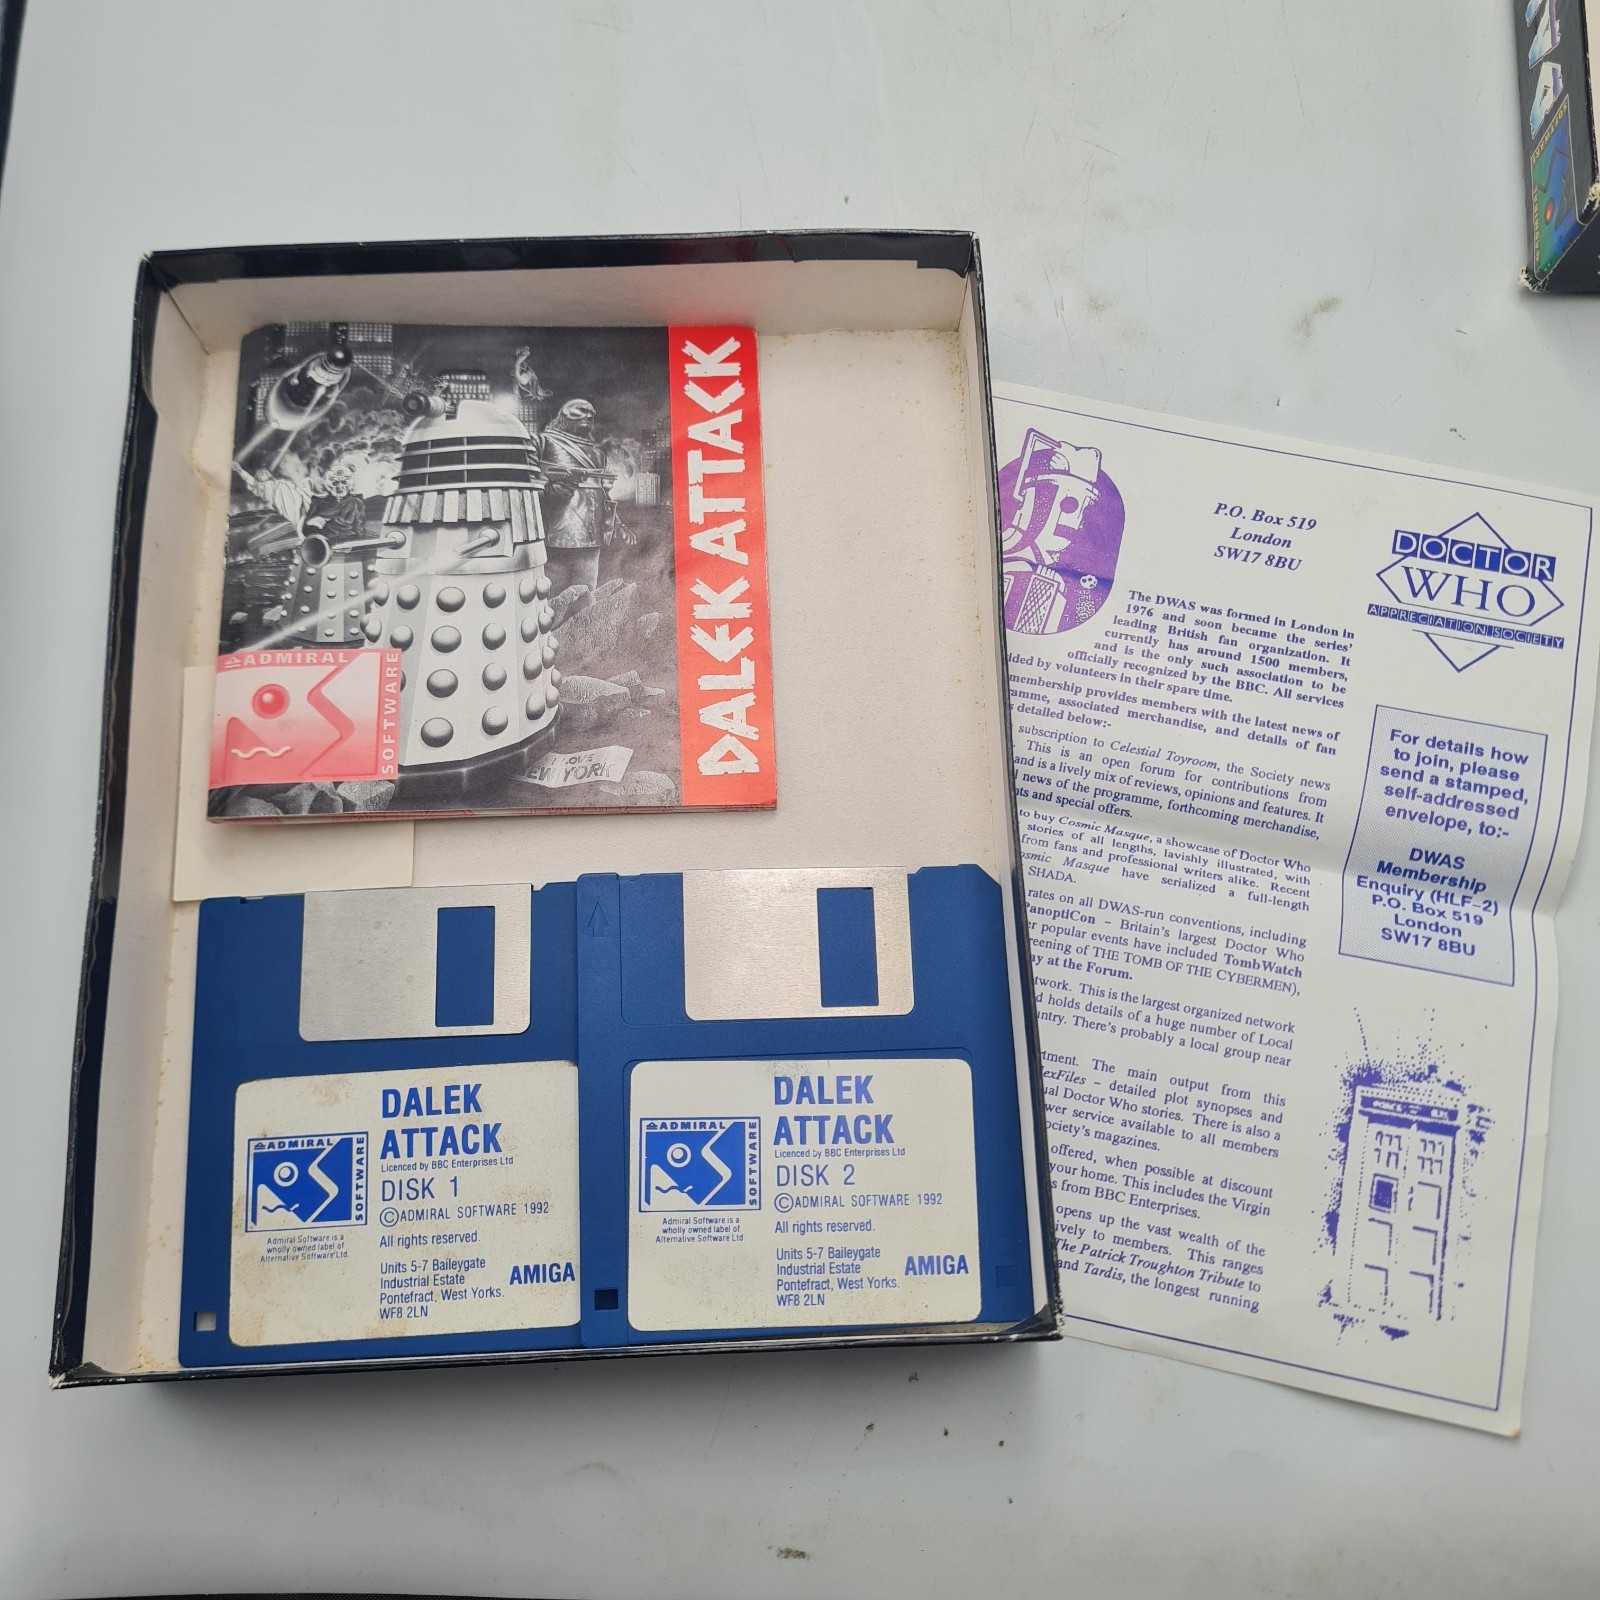 DALEK ATTACK
ADMIRAL
SOFTWARE
I LOVE
NEW YORK
DALEK
ATTACK
Licenced by BBC Enterprises Ltd
DISK 1
© ADMIRAL SOFTWARE 1992
All rights reserved.
Units 5-7 Baileygate
Industrial Estate
Pontefract, West Yorks.
WF8 2LN
AMIGA
ADMIRAL
SOFTWARE
Admiral Software is a
wholly owned label of
Alternative Software Ltd.
DALEK
ATTACK
Licenced by BBC Enterprises Ltd
DISK 2
© ADMIRAL SOFTWARE 1992
All rights reserved.
Units 5-7 Baileygate
Industrial Estate
Pontefract, West Yorks.
WF8 2LN
AMIGA
ADMIRAL
SOFTWARE
Admiral Software is a
wholly owned label of
Alternative Software Ltd.
P.O. Box 519
London
SW17 8BU
DOCTOR
WHO
APPRECIATION SOCIETY
The DWAS was formed in London in
1976 and soon became the series'
leading British fan organization. It
currently has around 1500 members,
and is the only such association to be
officially recognized by the BBC. All services
by volunteers in their spare time.
membership provides members with the latest news of
associated merchandise, and details of fan
detailed below:-
subscription to Celestial Toyroom, the Society news
This is an open forum for contributions from
and is a lively mix of reviews, opinions and features. It
news of the programme, forthcoming merchandise,
and special offers.
to buy Cosmic Masque, a showcase of Doctor Who
stories of all lengths, lavishly illustrated, with
from fans and professional writers alike. Recent
Masque have serialized a full-length
SHADA.
rates on all DWAS-run conventions, including
PanoptiCon – Britain's largest Doctor Who
popular events have included TombWatch
THE TOMB OF THE CYBERMEN),
at the Forum.
This is the largest organized network
holds details of a huge number of Local
There's probably a local group near
The main output from this
– detailed plot synopses and
Doctor Who stories. There is also a
service available to all members
magazines.
offered, when possible at discount
your home. This includes the Virgin
from BBC Enterprises.
opens up the vast wealth of the
to members. This ranges
The Patrick Troughton Tribute to
and Tardis, the longest running
For details how
to join, please
send a stamped,
self-addressed
envelope, to:-
DWAS
Membership
Enquiry (HLF-2)
P.O. Box 519
London
SW17 8BU
ADMIRAL
SOFTWARE